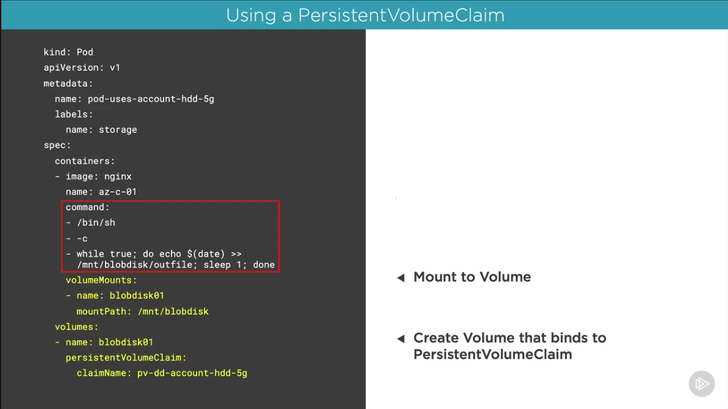 Using a PersistentVolumeClaim
kind: Pod
apiVersion: v1
metadata:
name: pod-uses-account-hdd-5g
labels:
name: storage
spec:
containers:
- image: nginx
name: az-c-01
command:
- /bin/sh
- -c
- while true; do echo $(date) >>
/mnt/blobdisk/outfile; sleep 1; done
volumeMounts:
- name: blobdisk01
mountPath: /mnt/blobdisk
volumes:
- name: blobdisk01
persistentVolumeClaim:
claimName: pv-dd-account-hdd-5g
Mount to Volume
Create Volume that binds to
PersistentVolumeClaim